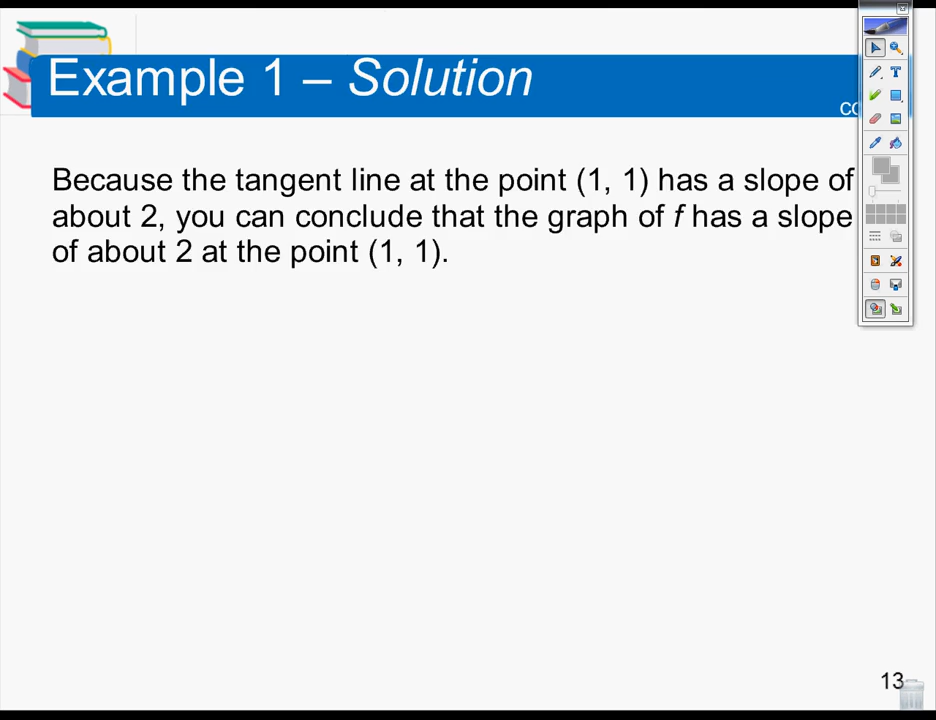 Example 1 – Solution
Because the tangent line at the point (1, 1) has a slope of
about 2, you can conclude that the graph of f has a slope
of about 2 at the point (1, 1).
13